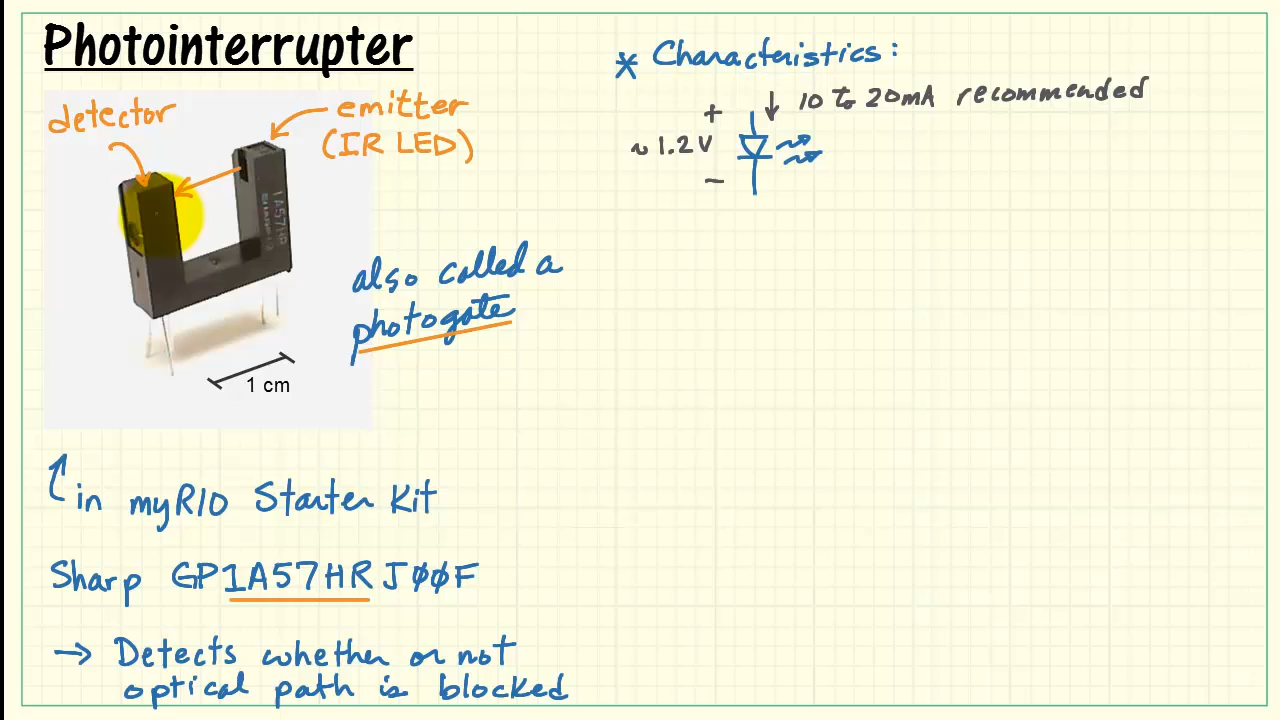 Photointerrupter
detector
emitter
(IR LED)
1A57HR
also called a
photogate
1 cm
in myRIO Starter Kit
Sharp GP1A57HRJ00F
→ Detects whether or not
optical path is blocked
* Characteristics:
+ ↓ 10 to 20mA recommended
~1.2V
−